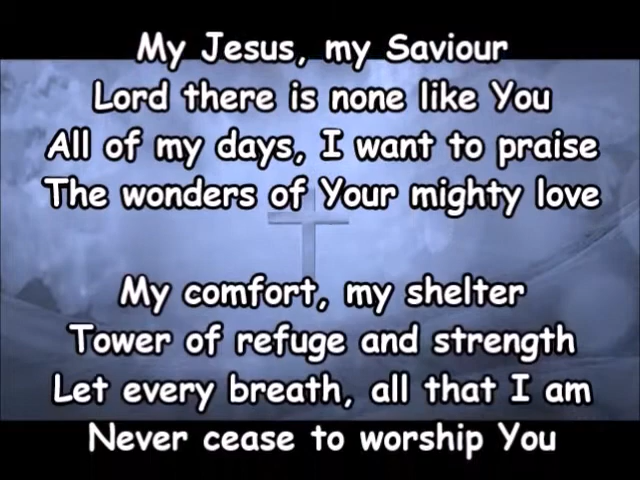 My Jesus, my Saviour
Lord there is none like You
All of my days, I want to praise
The wonders of Your mighty love
My comfort, my shelter
Tower of refuge and strength
Let every breath, all that I am
Never cease to worship You